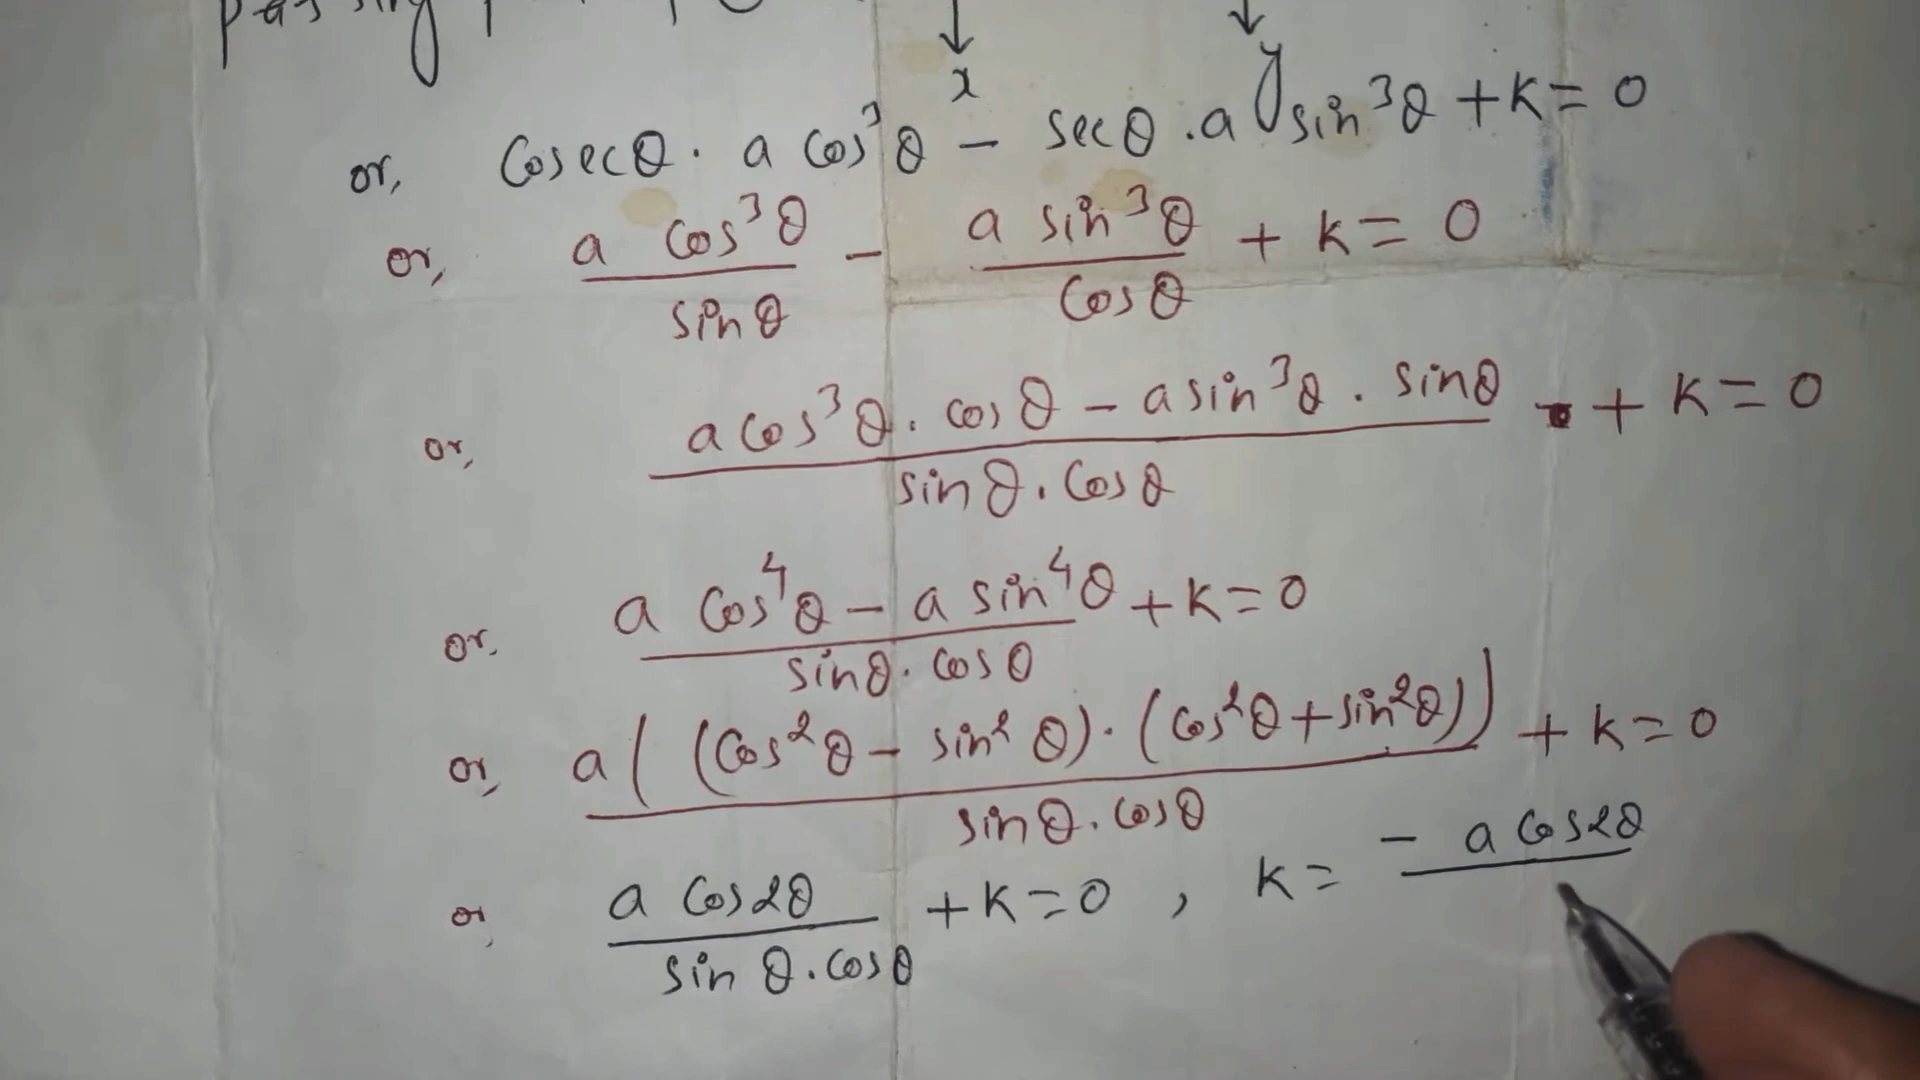 x y
or, Cosecθ . a cos³θ - secθ . a sin³θ + K = 0
or, a cos³θ / sinθ - a sin³θ / cosθ + K = 0
or, a cos³θ . cosθ - a sin³θ . sinθ / sinθ . cosθ + K = 0
or, a cos⁴θ - a sin⁴θ / sinθ . cosθ + K = 0
or, a ( (cos²θ - sin²θ) . (cos²θ + sin²θ) ) / sinθ . cosθ + K = 0
or, a cos2θ / sinθ . cosθ + K = 0 , K = - a cos2θ